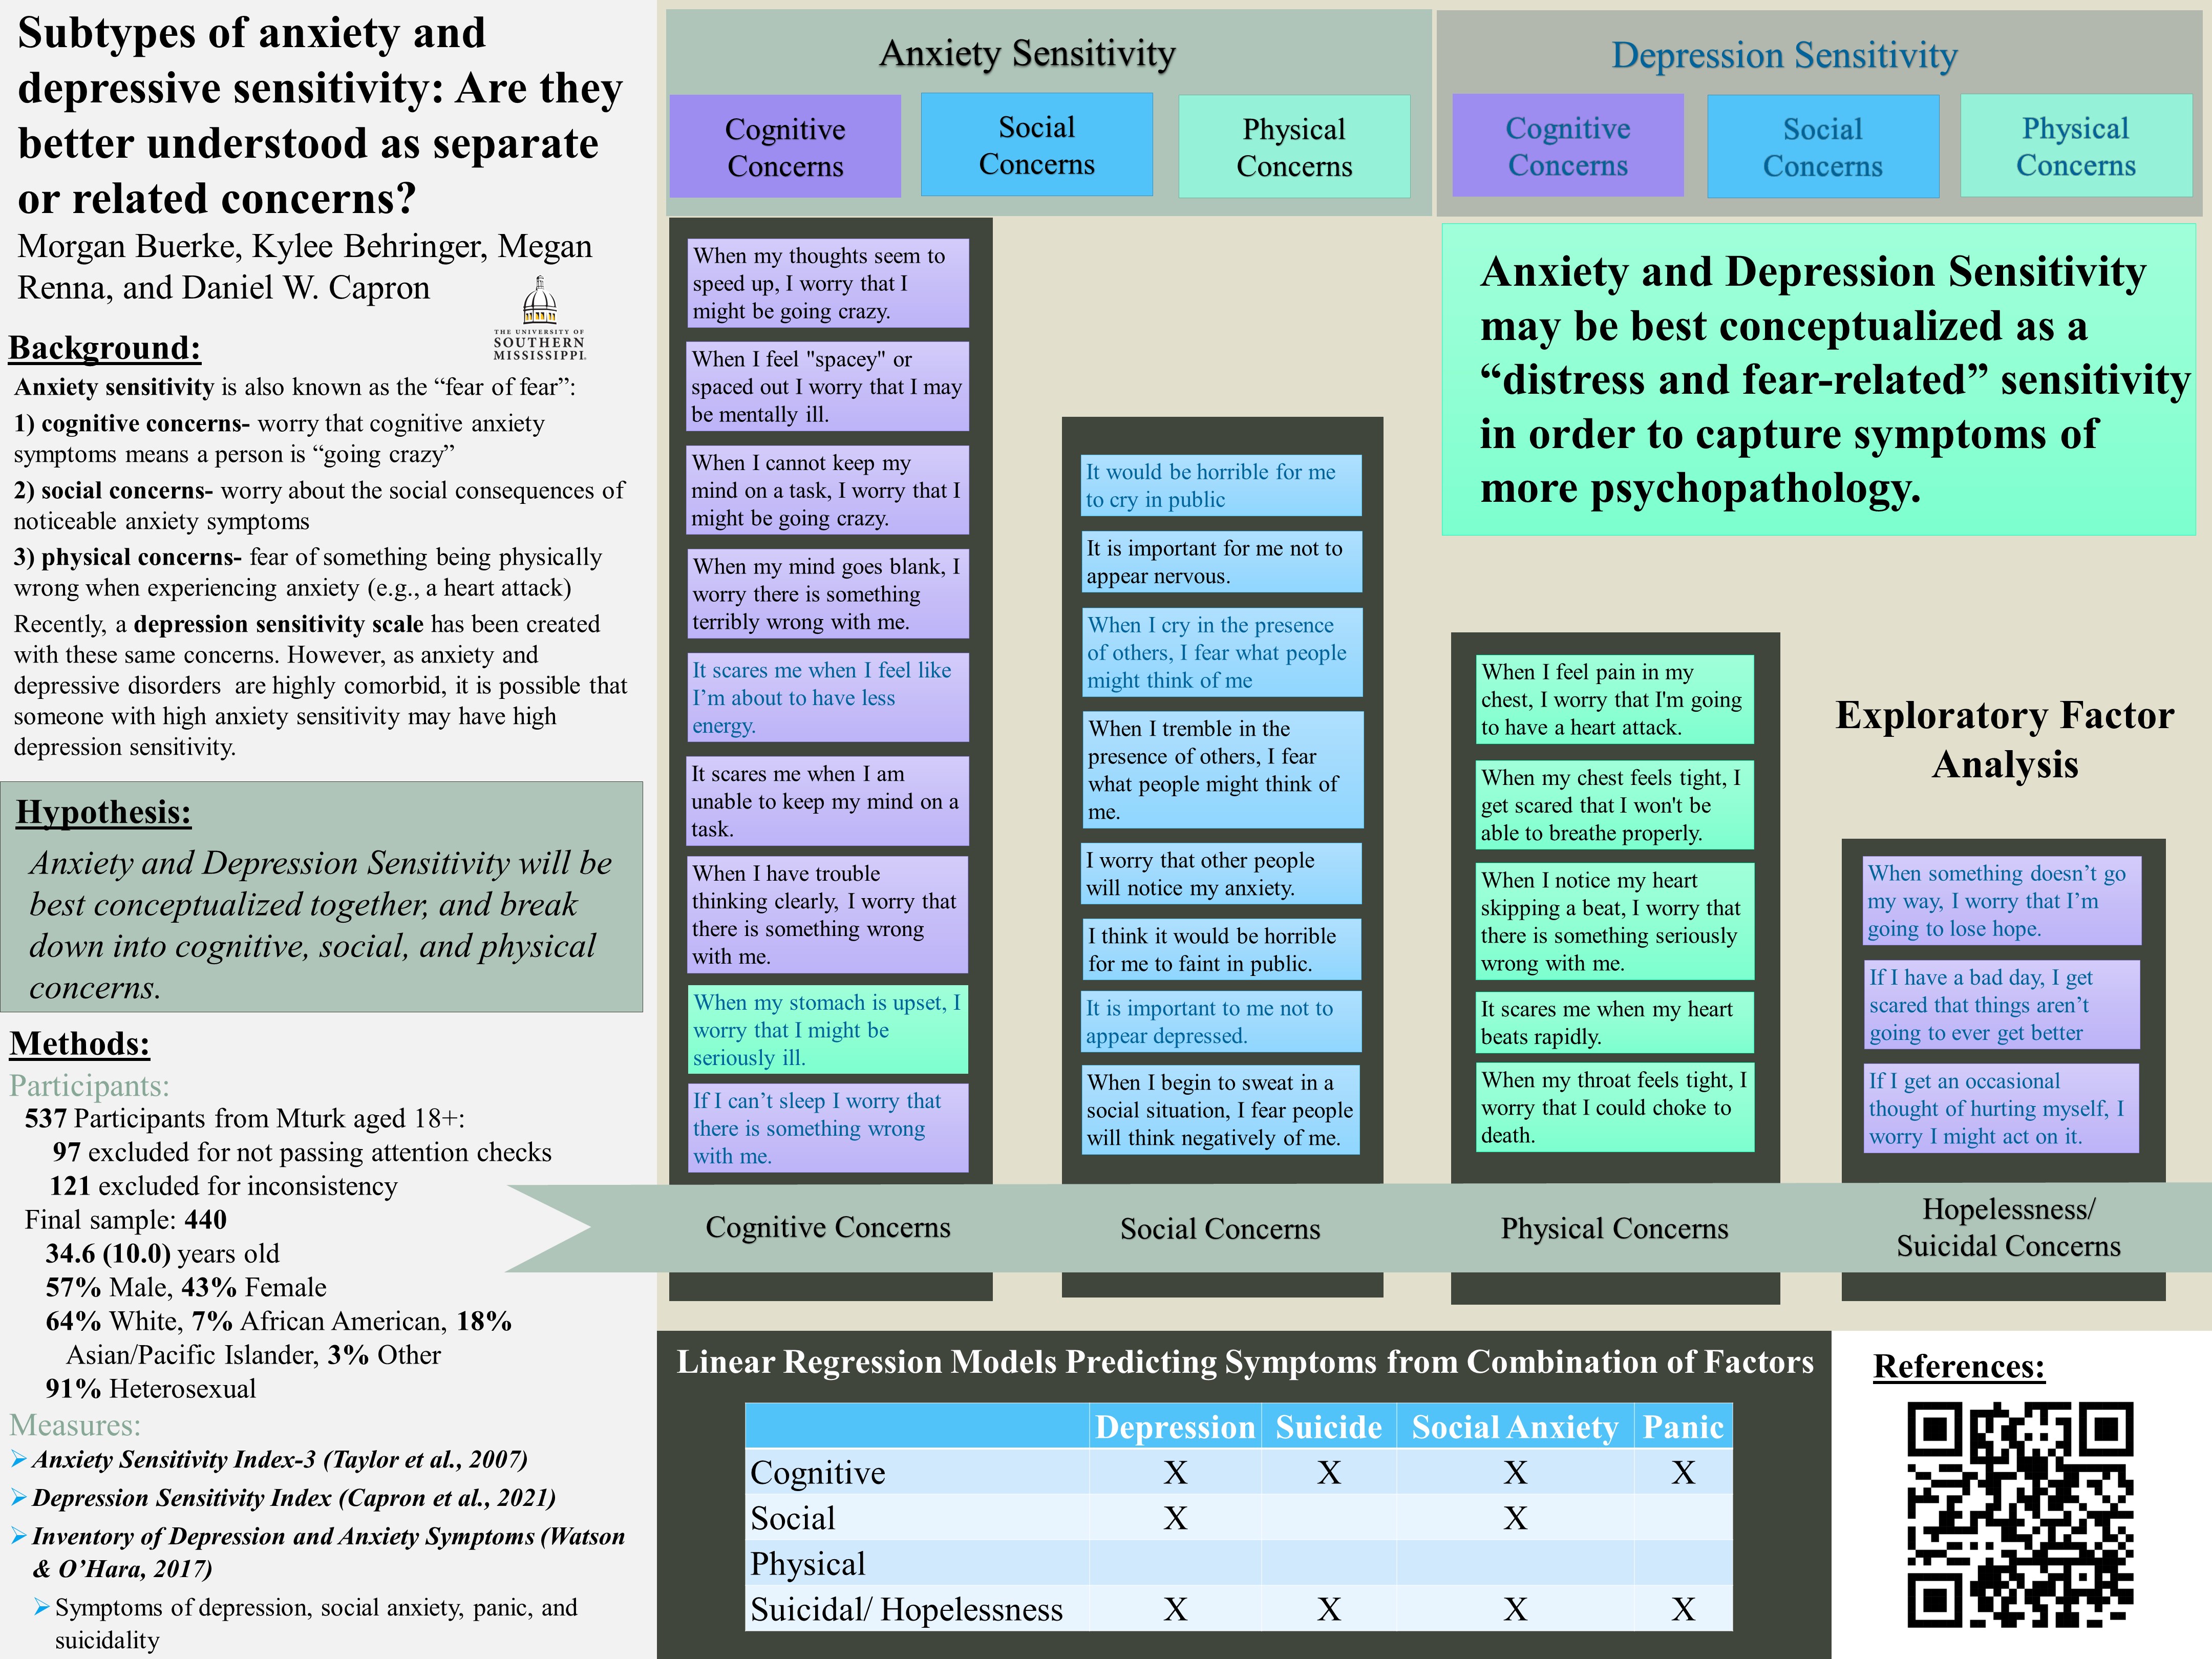 Subtypes of anxiety and
depressive sensitivity: Are they
better understood as separate
or related concerns?
Morgan Buerke, Kylee Behringer, Megan
Renna, and Daniel W. Capron
THE UNIVERSITY OF
SOUTHERN
MISSISSIPPI.
Background:
Anxiety sensitivity is also known as the “fear of fear”:
1) cognitive concerns- worry that cognitive anxiety
symptoms means a person is “going crazy”
2) social concerns- worry about the social consequences of
noticeable anxiety symptoms
3) physical concerns- fear of something being physically
wrong when experiencing anxiety (e.g., a heart attack)
Recently, a depression sensitivity scale has been created
with these same concerns. However, as anxiety and
depressive disorders are highly comorbid, it is possible that
someone with high anxiety sensitivity may have high
depression sensitivity.
Hypothesis:
Anxiety and Depression Sensitivity will be
best conceptualized together, and break
down into cognitive, social, and physical
concerns.
Methods:
Participants:
537 Participants from Mturk aged 18+:
97 excluded for not passing attention checks
121 excluded for inconsistency
Final sample: 440
34.6 (10.0) years old
57% Male, 43% Female
64% White, 7% African American, 18%
Asian/Pacific Islander, 3% Other
91% Heterosexual
Measures:
Anxiety Sensitivity Index-3 (Taylor et al., 2007)
Depression Sensitivity Index (Capron et al., 2021)
Inventory of Depression and Anxiety Symptoms (Watson
& O’Hara, 2017)
Symptoms of depression, social anxiety, panic, and
suicidality
Anxiety Sensitivity
Cognitive
Concerns
Social
Concerns
Physical
Concerns
Depression Sensitivity
Cognitive
Concerns
Social
Concerns
Physical
Concerns
Anxiety and Depression Sensitivity
may be best conceptualized as a
“distress and fear-related” sensitivity
in order to capture symptoms of
more psychopathology.
When my thoughts seem to
speed up, I worry that I
might be going crazy.
When I feel "spacey" or
spaced out I worry that I may
be mentally ill.
When I cannot keep my
mind on a task, I worry that I
might be going crazy.
When my mind goes blank, I
worry there is something
terribly wrong with me.
It scares me when I feel like
I’m about to have less
energy.
It scares me when I am
unable to keep my mind on a
task.
When I have trouble
thinking clearly, I worry that
there is something wrong
with me.
When my stomach is upset, I
worry that I might be
seriously ill.
If I can’t sleep I worry that
there is something wrong
with me.
Cognitive Concerns
It would be horrible for me
to cry in public
It is important for me not to
appear nervous.
When I cry in the presence
of others, I fear what people
might think of me
When I tremble in the
presence of others, I fear
what people might think of
me.
I worry that other people
will notice my anxiety.
I think it would be horrible
for me to faint in public.
It is important to me not to
appear depressed.
When I begin to sweat in a
social situation, I fear people
will think negatively of me.
Social Concerns
When I feel pain in my
chest, I worry that I'm going
to have a heart attack.
When my chest feels tight, I
get scared that I won't be
able to breathe properly.
When I notice my heart
skipping a beat, I worry that
there is something seriously
wrong with me.
It scares me when my heart
beats rapidly.
When my throat feels tight, I
worry that I could choke to
death.
Physical Concerns
Exploratory Factor
Analysis
When something doesn’t go
my way, I worry that I’m
going to lose hope.
If I have a bad day, I get
scared that things aren’t
going to ever get better
If I get an occasional
thought of hurting myself, I
worry I might act on it.
Hopelessness/
Suicidal Concerns
Linear Regression Models Predicting Symptoms from Combination of Factors
Depression Suicide Social Anxiety Panic
Cognitive X X X X
Social X X
Physical
Suicidal/ Hopelessness X X X X
References: